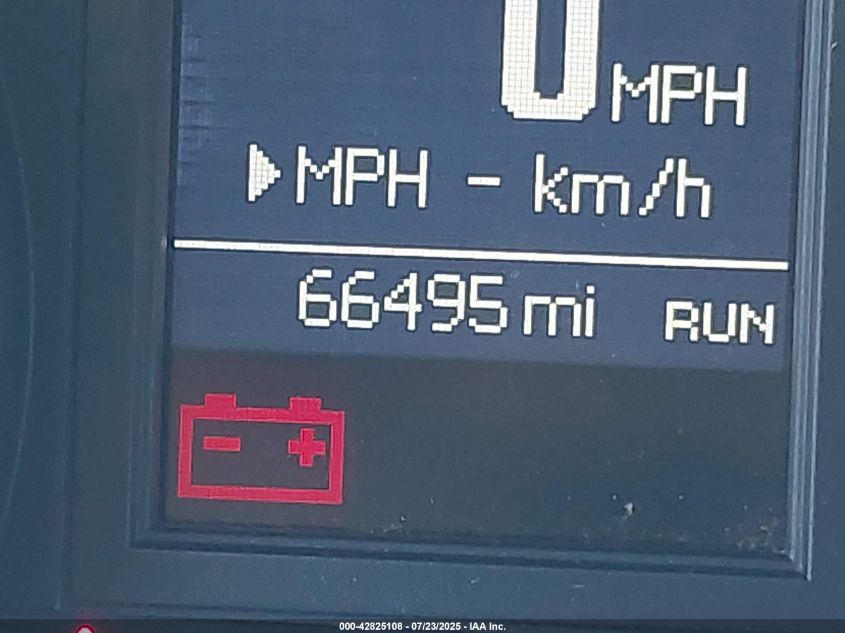 0 MPH
MPH - km/h
66495 mi RUN
- +
000-42825108 - 07/23/2025 - IAA Inc.